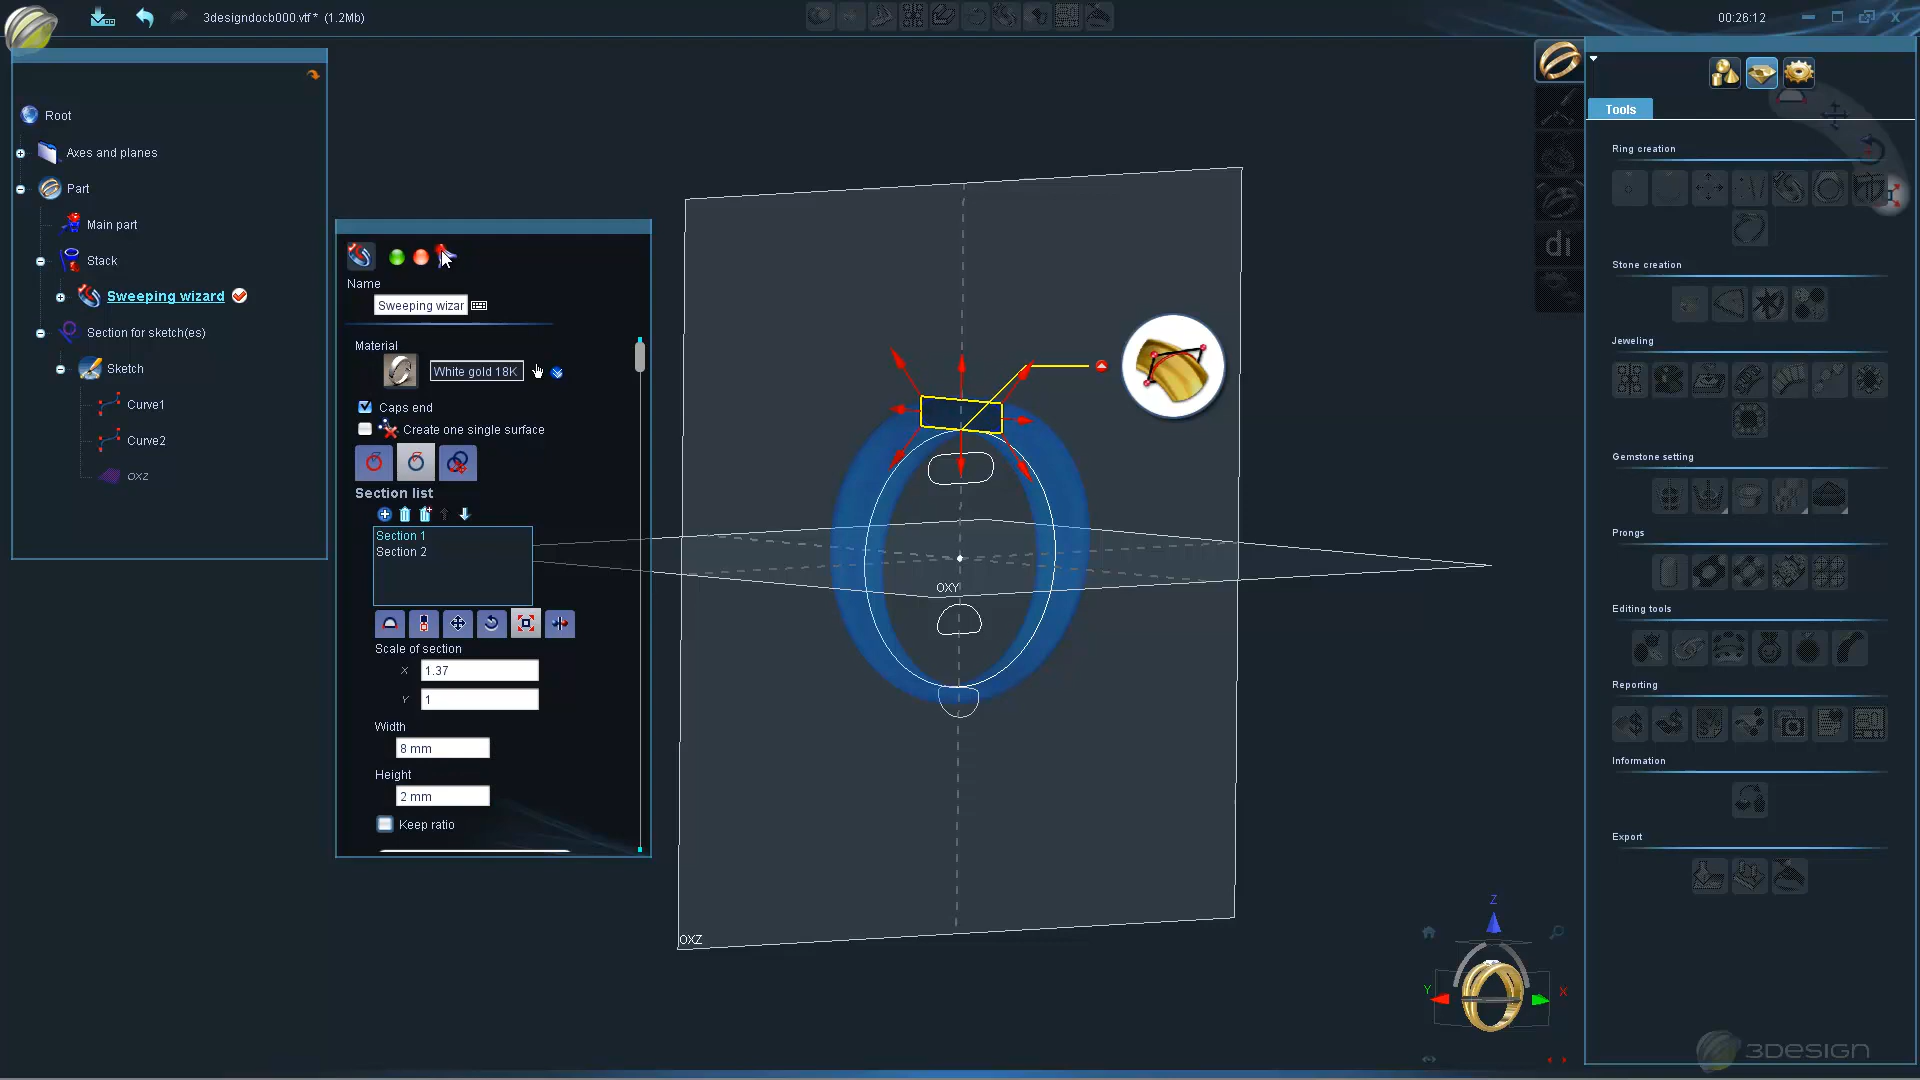 3designdocb000.vtf* (1.2Mb)
00:26:12
Root
Axes and planes
Part
Main part
Stack
Sweeping wizard
Section for sketch(es)
Sketch
Curve1
Curve2
OXZ
Name
Sweeping wizar
Material
White gold 18K
Caps end
Create one single surface
Section list
Section 1
Section 2
Scale of section
X 1.37
Y 1
Width
8 mm
Height
2 mm
Keep ratio
OXY
OXZ
Z
Y
X
di
Tools
Ring creation
Stone creation
Jeweling
Gemstone setting
Prongs
Editing tools
Reporting
Information
Export
3DESIGN